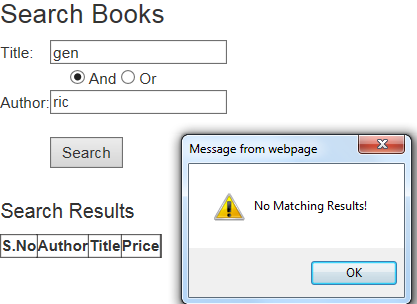 Search Books
Title: gen
And Or
Author: ric
Search
Message from webpage
No Matching Results!
OK
Search Results
S.No Author Title Price